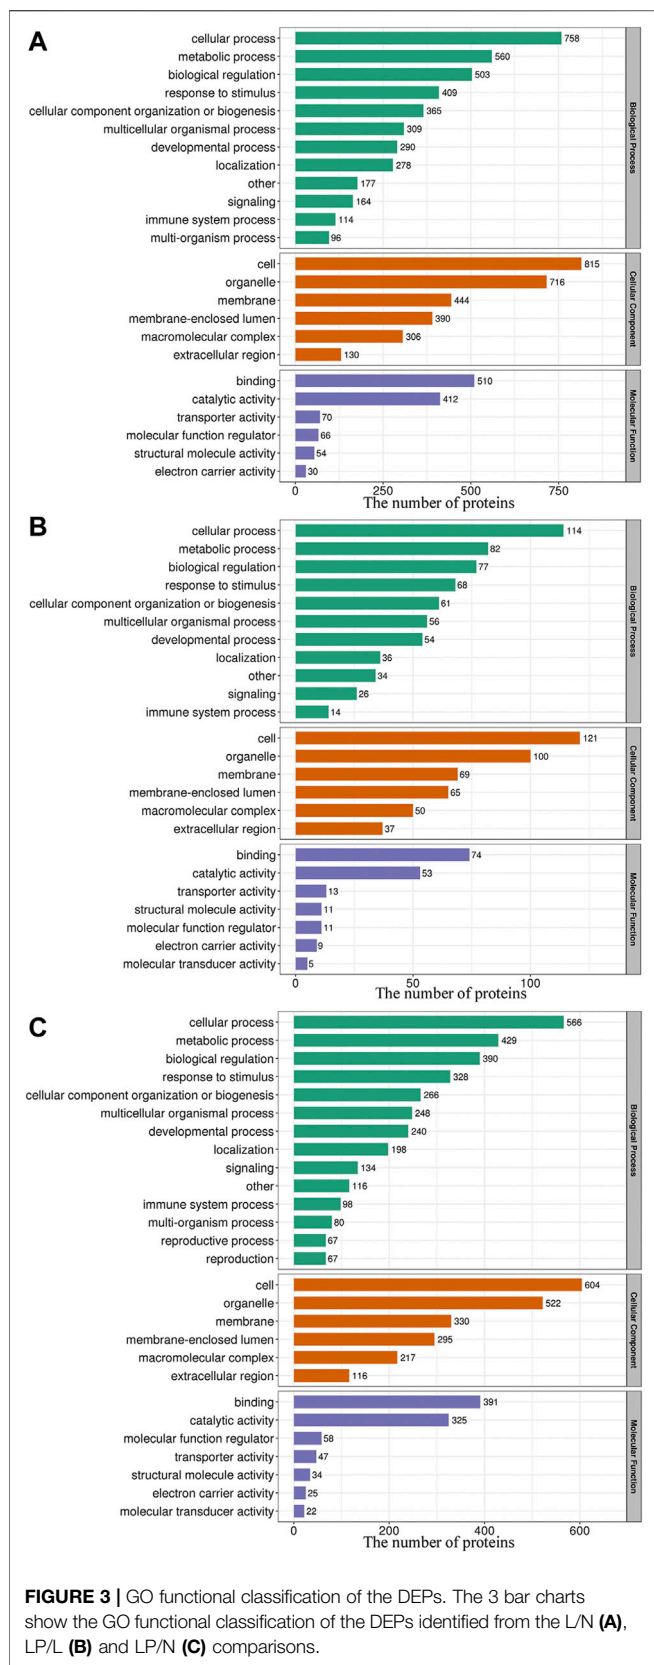 A
cellular process 758
metabolic process 560
biological regulation 503
response to stimulus 409
cellular component organization or biogenesis 365
multicellular organismal process 309
developmental process 290
localization 278
other 177
signaling 164
immune system process 114
multi-organism process 96
Biological Process
cell 815
organelle 716
membrane 444
membrane-enclosed lumen 390
macromolecular complex 306
extracellular region 130
Cellular Component
binding 510
catalytic activity 412
transporter activity 70
molecular function regulator 66
structural molecule activity 54
electron carrier activity 30
Molecular Function
0 250 500 750
The number of proteins
B
cellular process 114
metabolic process 82
biological regulation 77
response to stimulus 68
cellular component organization or biogenesis 61
multicellular organismal process 56
developmental process 54
localization 36
other 34
signaling 26
immune system process 14
Biological Process
cell 121
organelle 100
membrane 69
membrane-enclosed lumen 65
macromolecular complex 50
extracellular region 37
Cellular Component
binding 74
catalytic activity 53
transporter activity 13
structural molecule activity 11
molecular function regulator 11
electron carrier activity 9
molecular transducer activity 5
Molecular Function
0 50 100
The number of proteins
C
cellular process 566
metabolic process 429
biological regulation 390
response to stimulus 328
cellular component organization or biogenesis 266
multicellular organismal process 248
developmental process 240
localization 198
signaling 134
other 116
immune system process 98
multi-organism process 80
reproductive process 67
reproduction 67
Biological Process
cell 604
organelle 522
membrane 330
membrane-enclosed lumen 295
macromolecular complex 217
extracellular region 116
Cellular Component
binding 391
catalytic activity 325
molecular function regulator 58
transporter activity 47
structural molecule activity 34
electron carrier activity 25
molecular transducer activity 22
Molecular Function
0 200 400 600
The number of proteins
FIGURE 3 | GO functional classification of the DEPs. The 3 bar charts
show the GO functional classification of the DEPs identified from the L/N (A),
LP/L (B) and LP/N (C) comparisons.